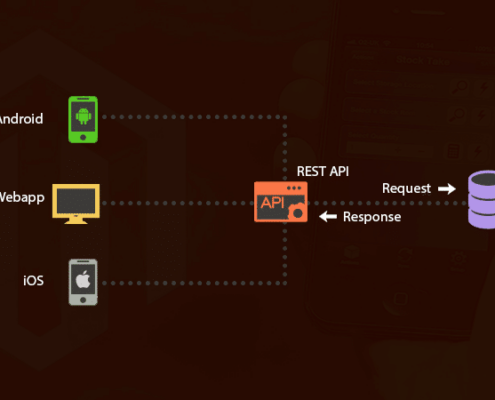 Android
REST API
Request
Webapp
API
Response
iOS